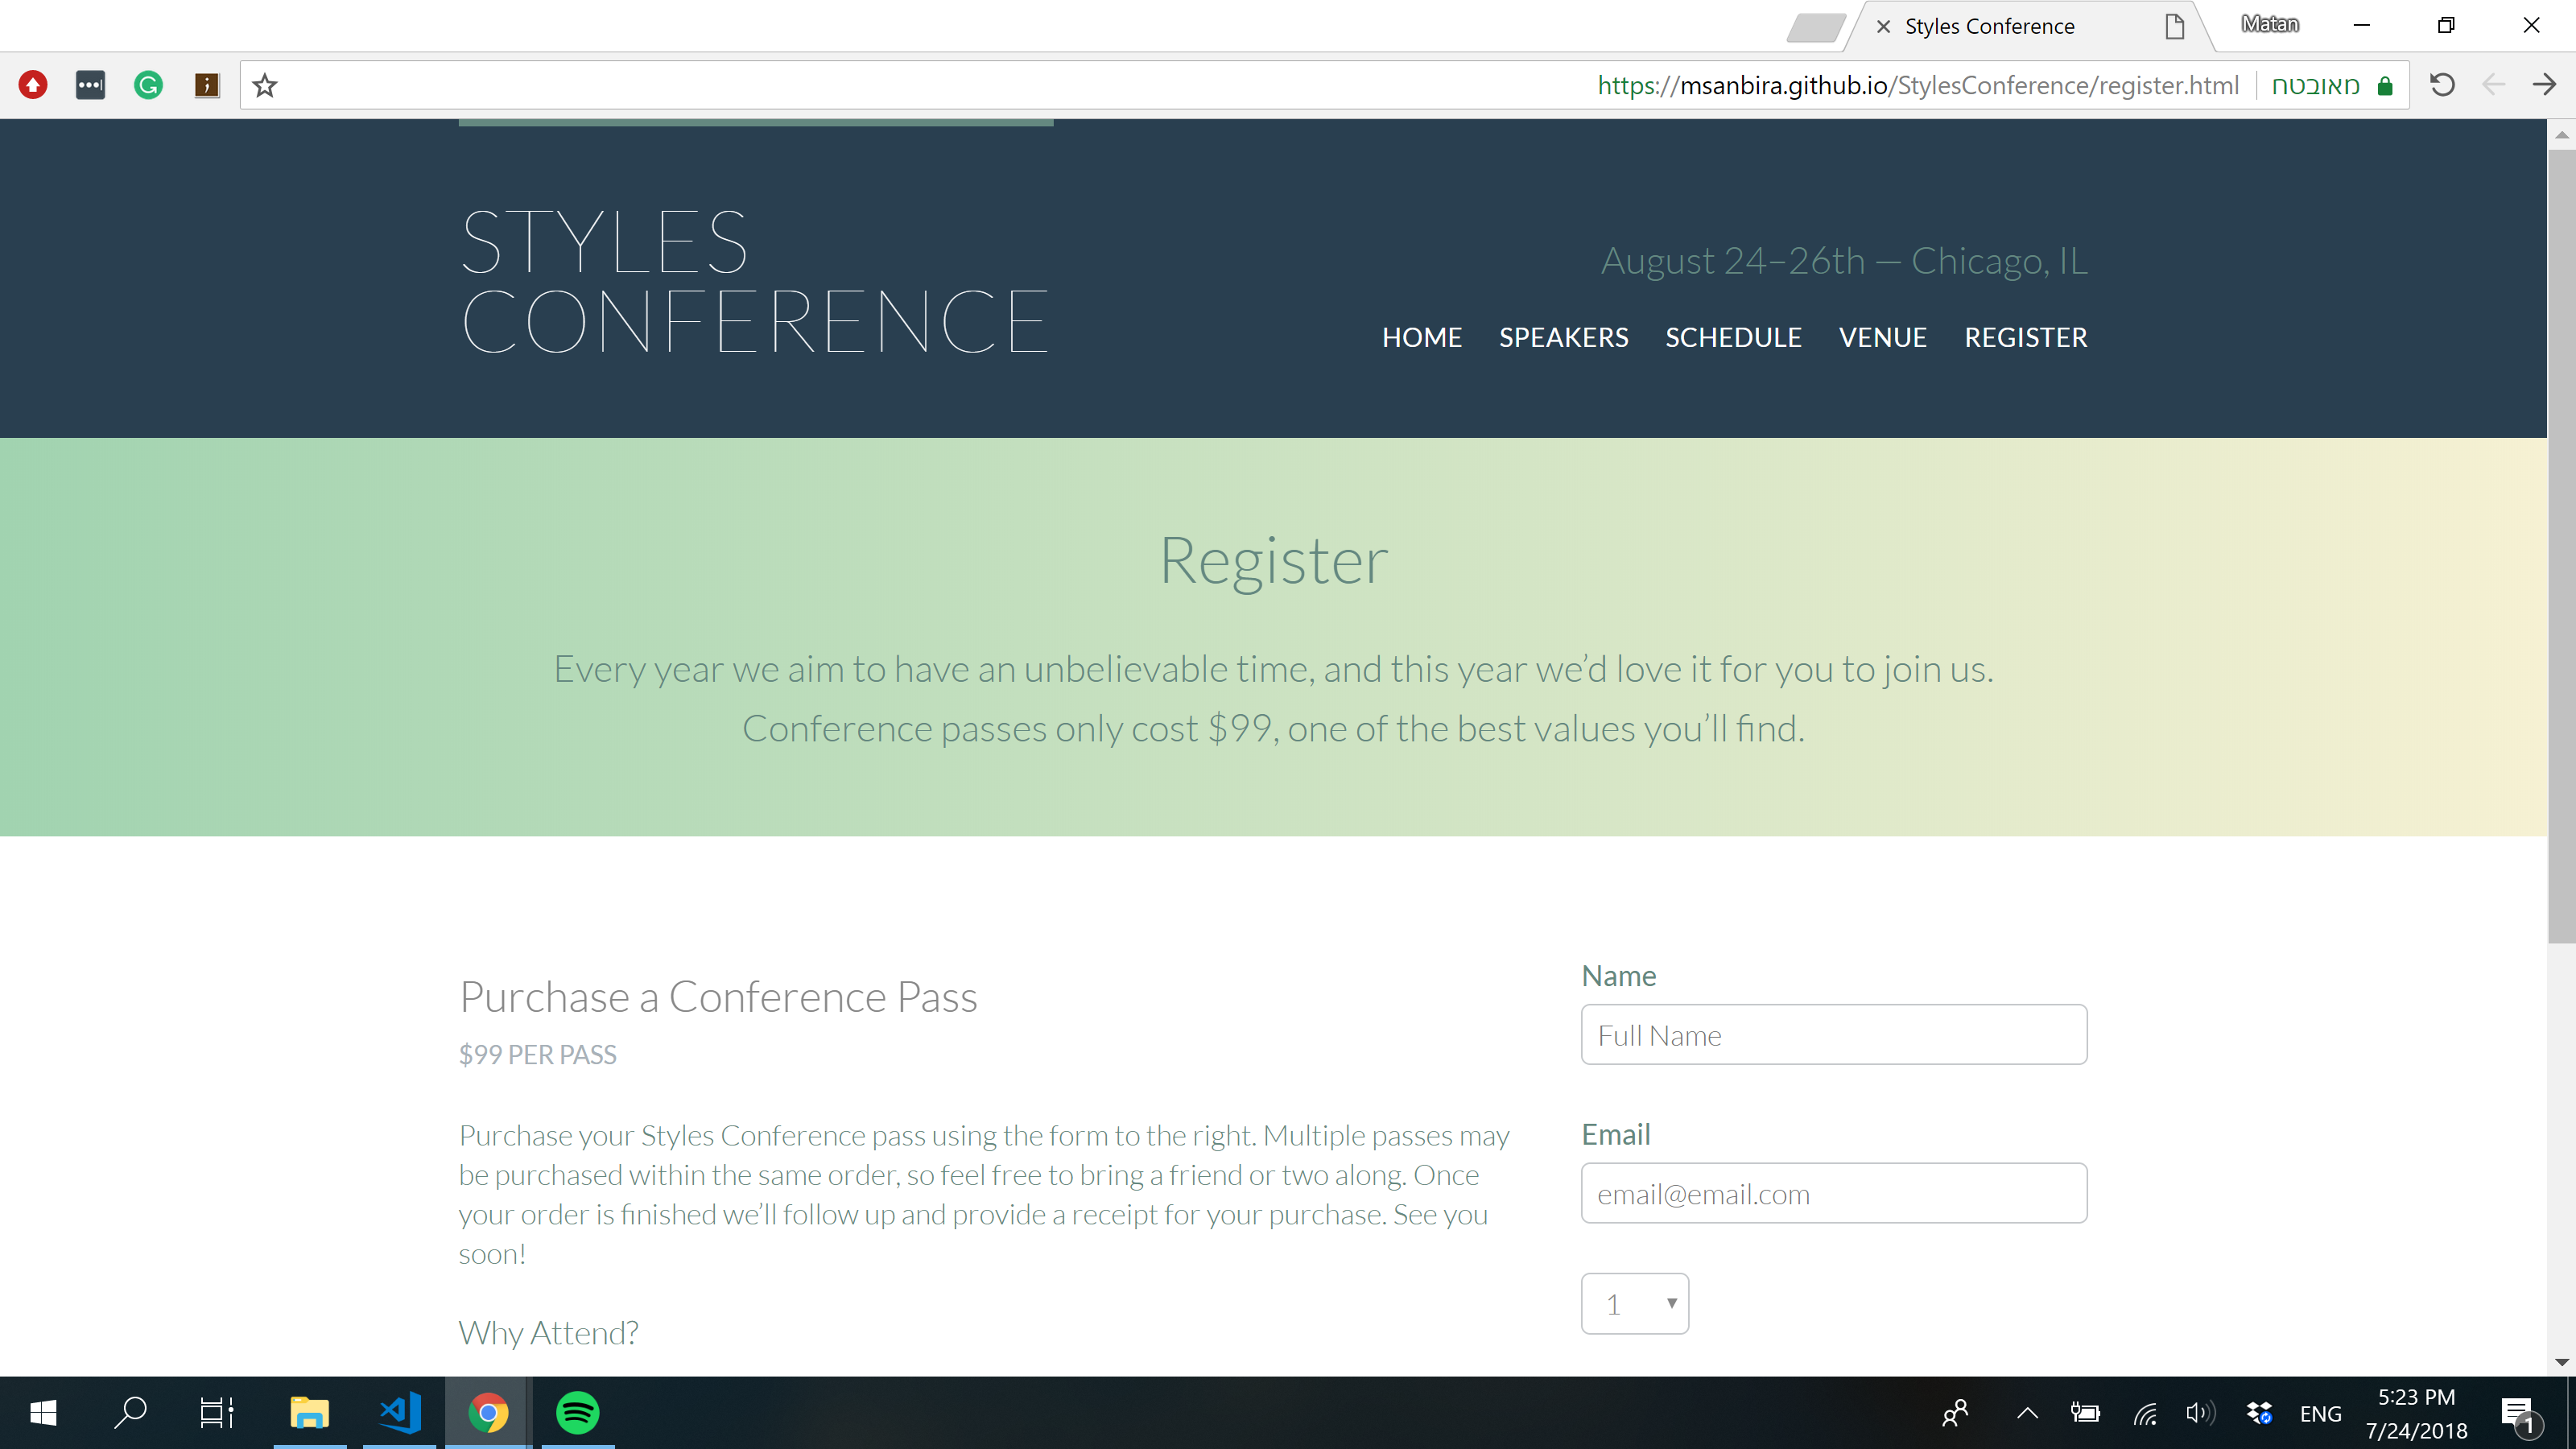 Styles Conference
Matan
https://msanbira.github.io/StylesConference/register.html
מאובטח
STYLES
CONFERENCE
August 24–26th — Chicago, IL
HOME SPEAKERS SCHEDULE VENUE REGISTER
Register
Every year we aim to have an unbelievable time, and this year we’d love it for you to join us.
Conference passes only cost $99, one of the best values you’ll find.
Purchase a Conference Pass
$99 PER PASS
Purchase your Styles Conference pass using the form to the right. Multiple passes may
be purchased within the same order, so feel free to bring a friend or two along. Once
your order is finished we’ll follow up and provide a receipt for your purchase. See you
soon!
Why Attend?
Name
Full Name
Email
email@email.com
1
ENG
5:23 PM
7/24/2018
1